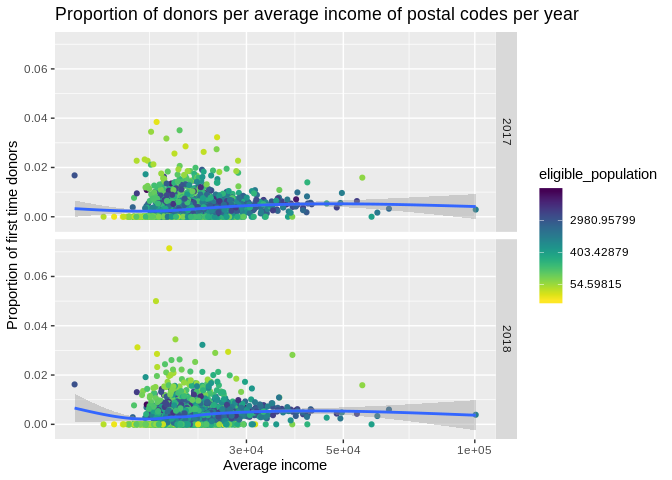 Proportion of donors per average income of postal codes per year
Proportion of first time donors
0.06
0.04
0.02
0.00
2017
0.06
0.04
0.02
0.00
2018
3e+04
5e+04
1e+05
Average income
eligible_population
2980.95799
403.42879
54.59815